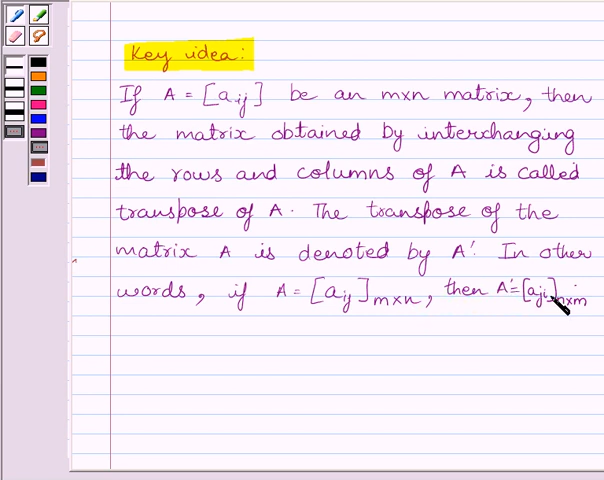 Key idea:
If A = [aij] be an m×n matrix, then
the matrix obtained by interchanging
the rows and columns of A is called
transpose of A. The transpose of the
matrix A is denoted by A'. In other
words, if A = [aij]m×n, then A'=[aji]n×m